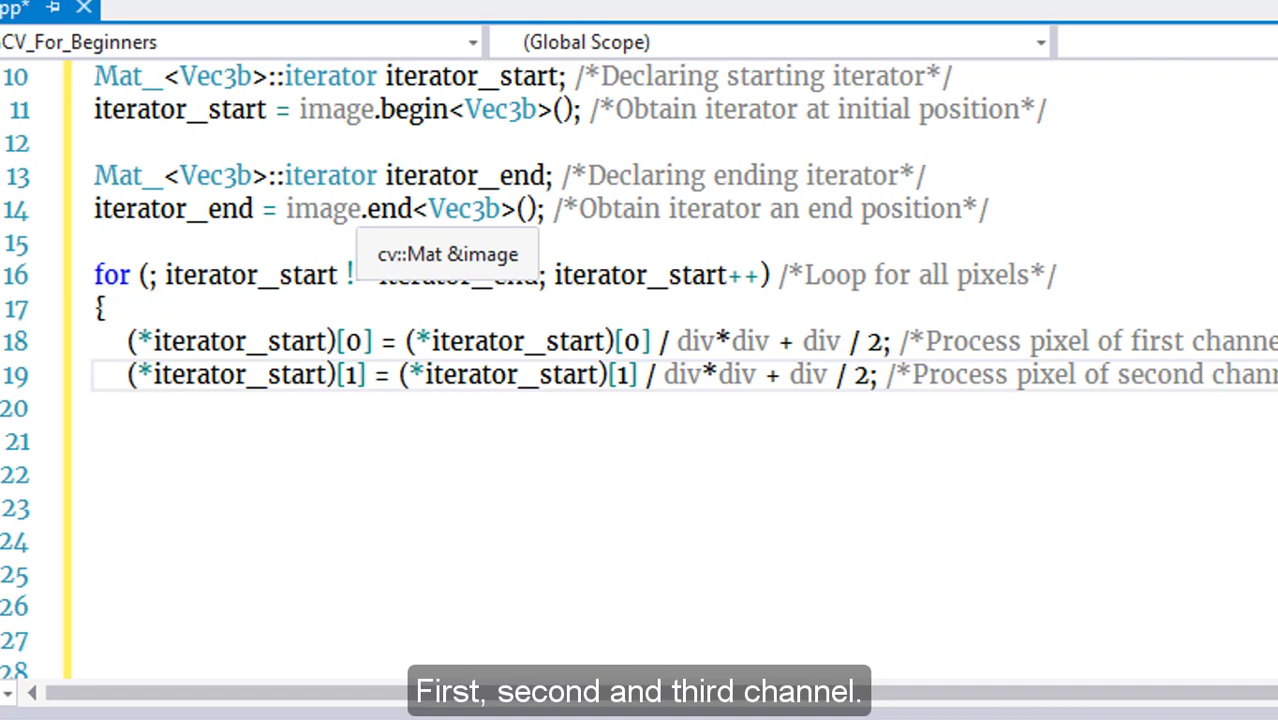 pp*
CV_For_Beginners
(Global Scope)
10 Mat_<Vec3b>::iterator iterator_start; /*Declaring starting iterator*/
11 iterator_start = image.begin<Vec3b>(); /*Obtain iterator at initial position*/
12
13 Mat_<Vec3b>::iterator iterator_end; /*Declaring ending iterator*/
14 iterator_end = image.end<Vec3b>(); /*Obtain iterator an end position*/
15
cv::Mat &image
16 for (; iterator_start != iterator_end; iterator_start++) /*Loop for all pixels*/
17 {
18 (*iterator_start)[0] = (*iterator_start)[0] / div*div + div / 2; /*Process pixel of first channe
19 (*iterator_start)[1] = (*iterator_start)[1] / div*div + div / 2; /*Process pixel of second chann
20
21
22
23
24
25
26
27
28
First, second and third channel.